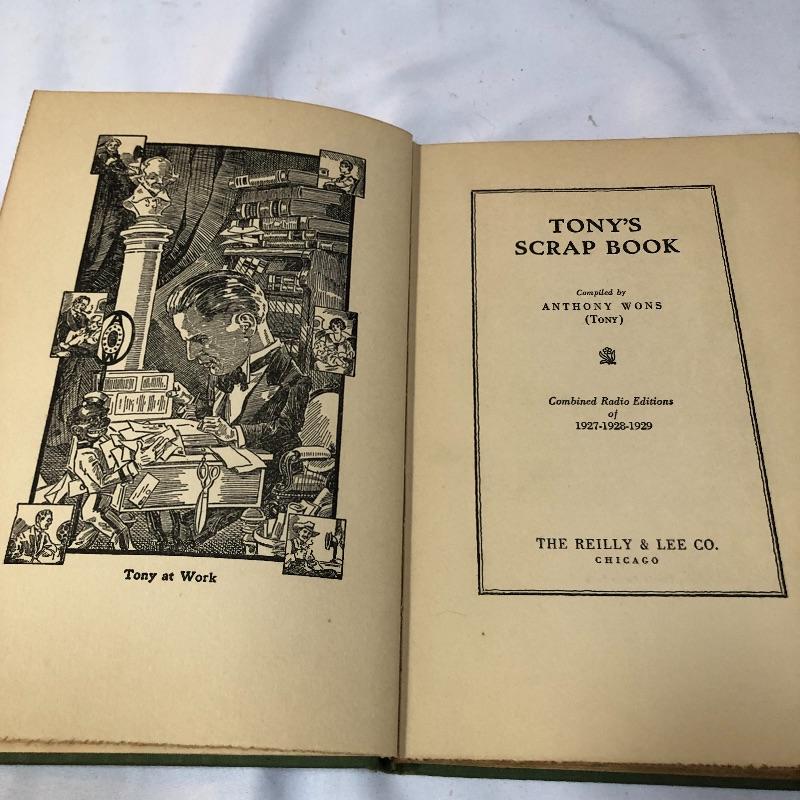 Tony at Work
TONY'S
SCRAP BOOK
Compiled by
ANTHONY WONS
(TONY)
Combined Radio Editions
of
1927-1928-1929
THE REILLY & LEE CO.
CHICAGO